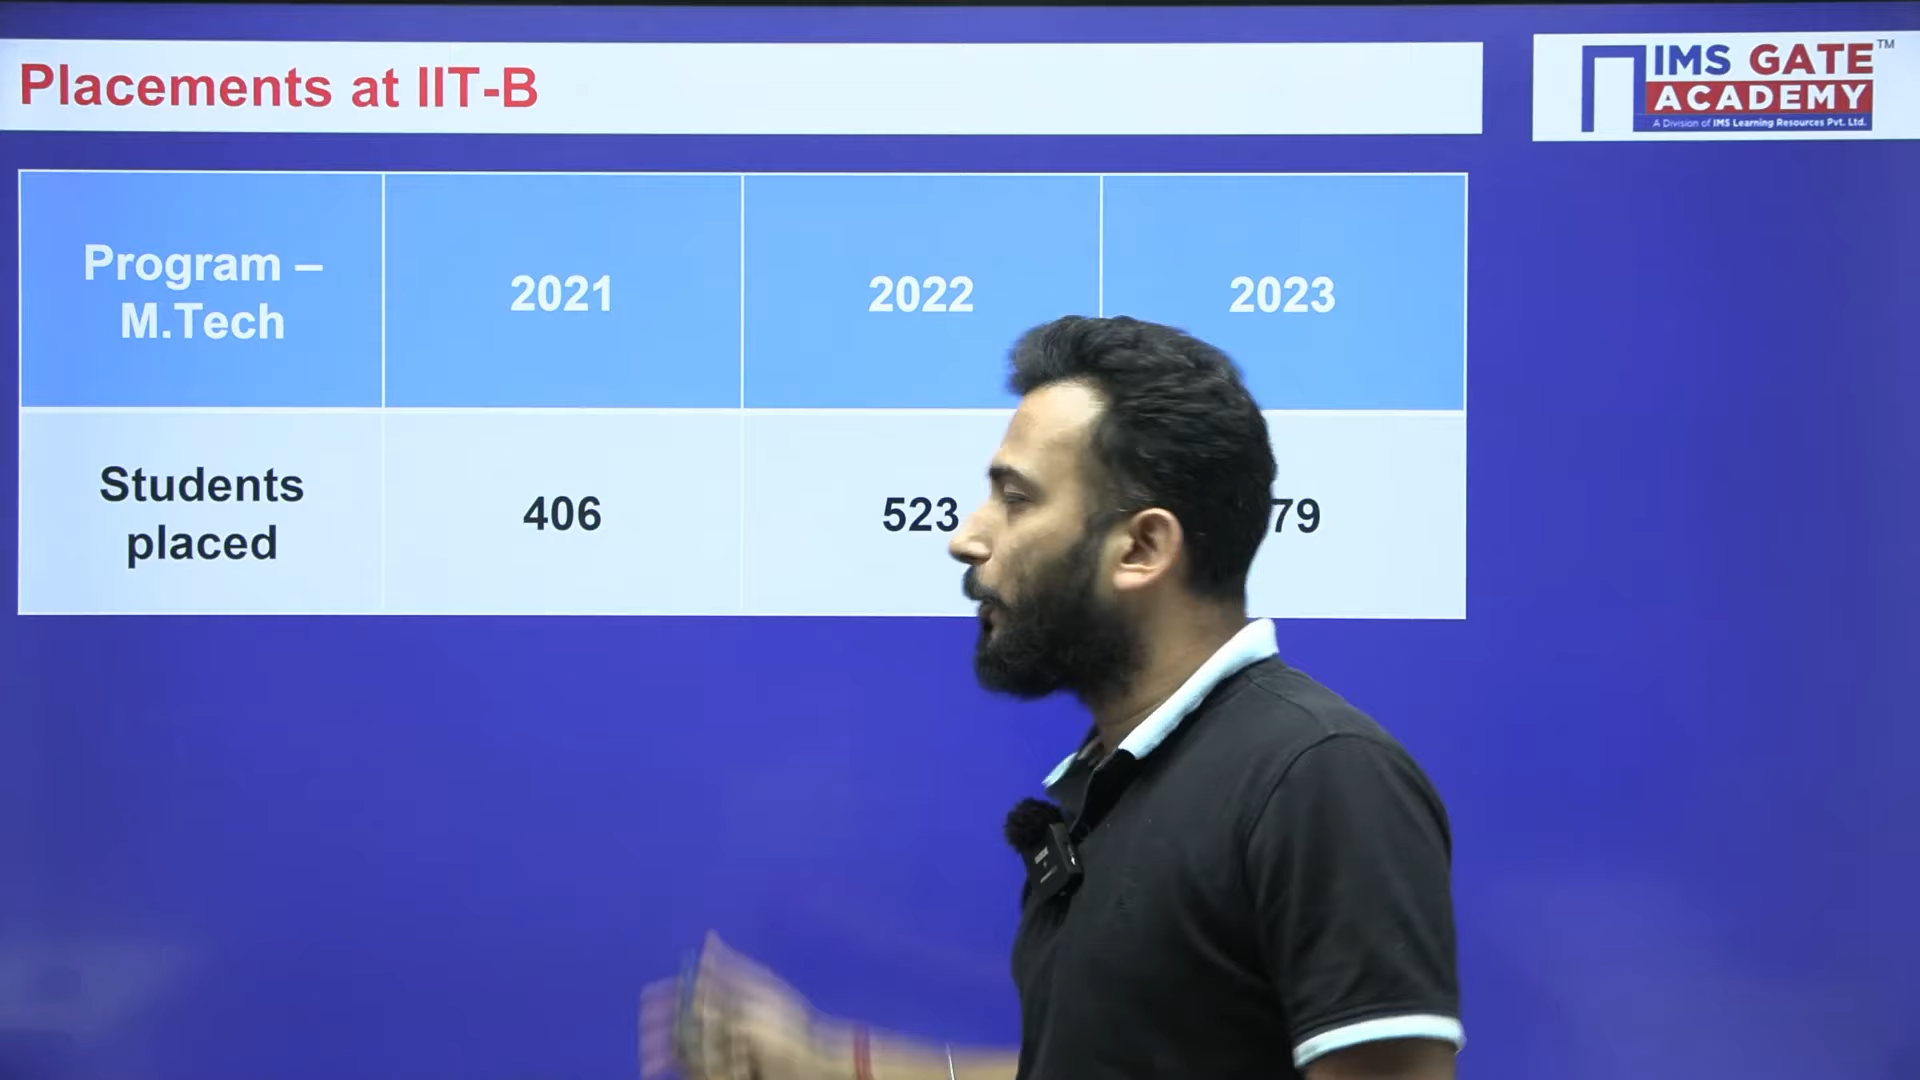 Placements at IIT-B
IMS GATE
ACADEMY
TM
A Division of IMS Learning Resources Pvt. Ltd.
Program –
M.Tech
2021
2022
2023
Students
placed
406
523
79